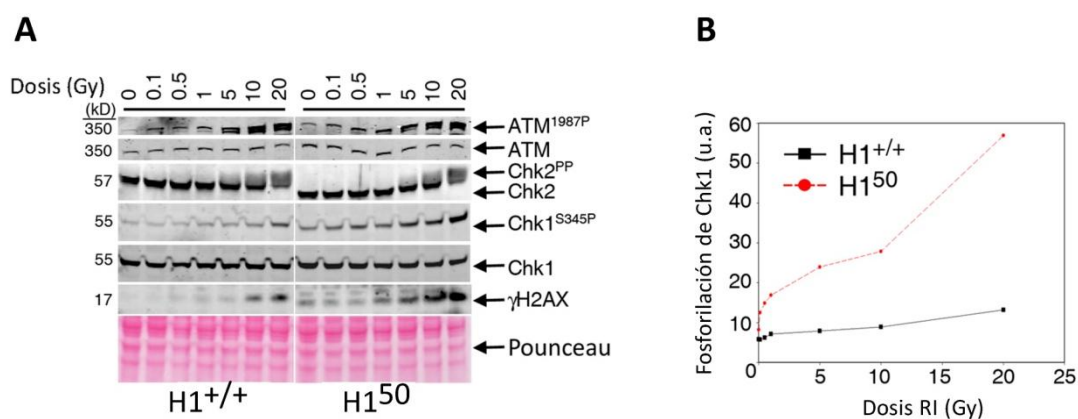 A
Dosis (Gy)
0 0.1 0.5 1 5 10 20 0 0.1 0.5 1 5 10 20
(kD)
350 ATM1987P
350 ATM
57 Chk2PP
Chk2
55 Chk1S345P
55 Chk1
17 γH2AX
Pounceau
H1+/+ H150
B
Fosforilación de Chk1 (u.a.)
60
50
40
30
20
10
0
H1+/+
H150
0 5 10 15 20
Dosis RI (Gy)